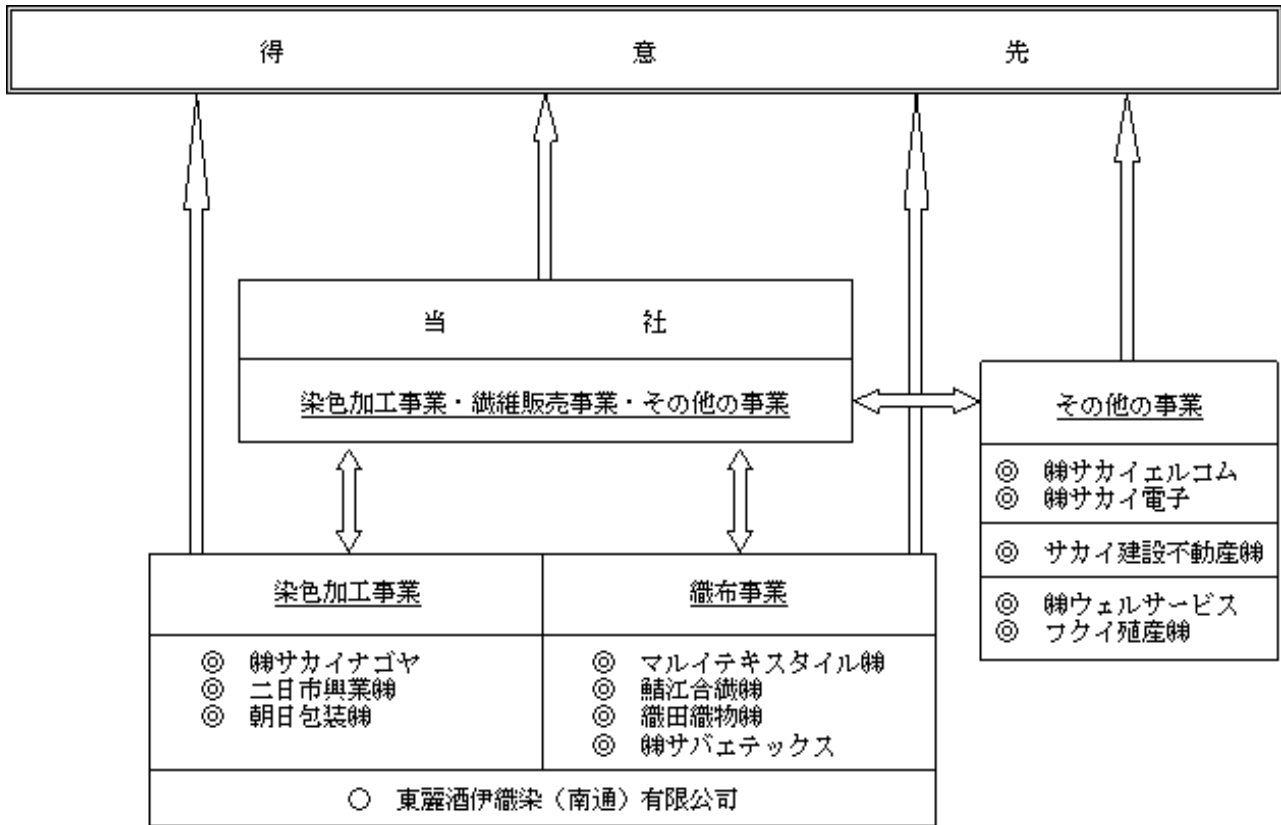 得意先
当社
染色加工事業・繊維販売事業・その他の事業
その他の事業
◎ ㈱サカイエルコム
◎ ㈱サカイ電子
◎ サカイ建設不動産㈱
◎ ㈱ウェルサービス
◎ フクイ殖産㈱
染色加工事業
◎ ㈱サカイナゴヤ
◎ 二日市興業㈱
◎ 朝日包装㈱
織布事業
◎ マルイテキスタイル㈱
◎ 鯖江合繊㈱
◎ 織田織物㈱
◎ ㈱サバエテックス
○ 東麗酒伊織染（南通）有限公司